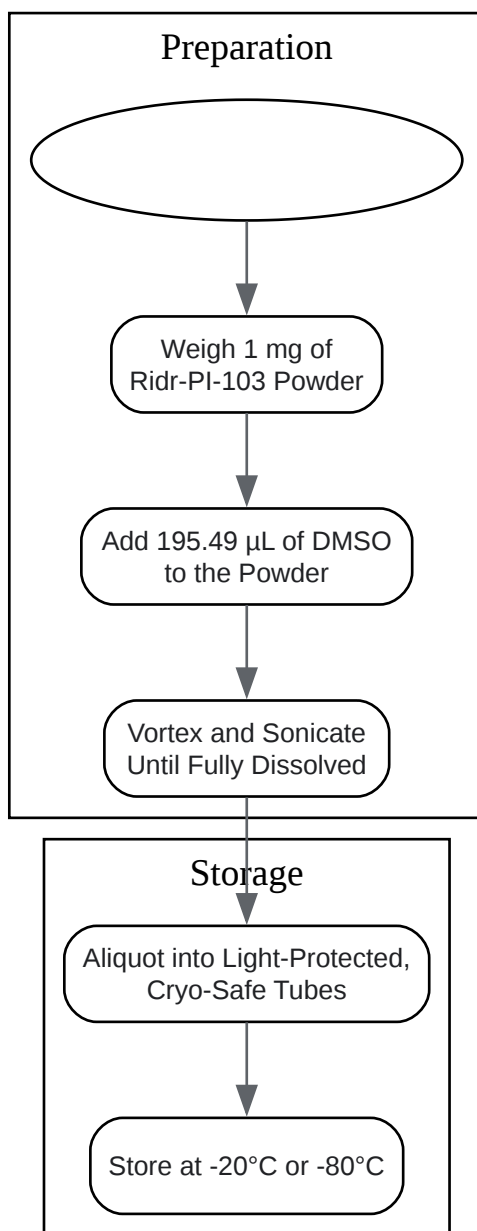 Preparation
Weigh 1 mg of
Ridr-PI-103 Powder
Add 195.49 µL of DMSO
to the Powder
Vortex and Sonicate
Until Fully Dissolved
Storage
Aliquot into Light-Protected,
Cryo-Safe Tubes
Store at -20°C or -80°C